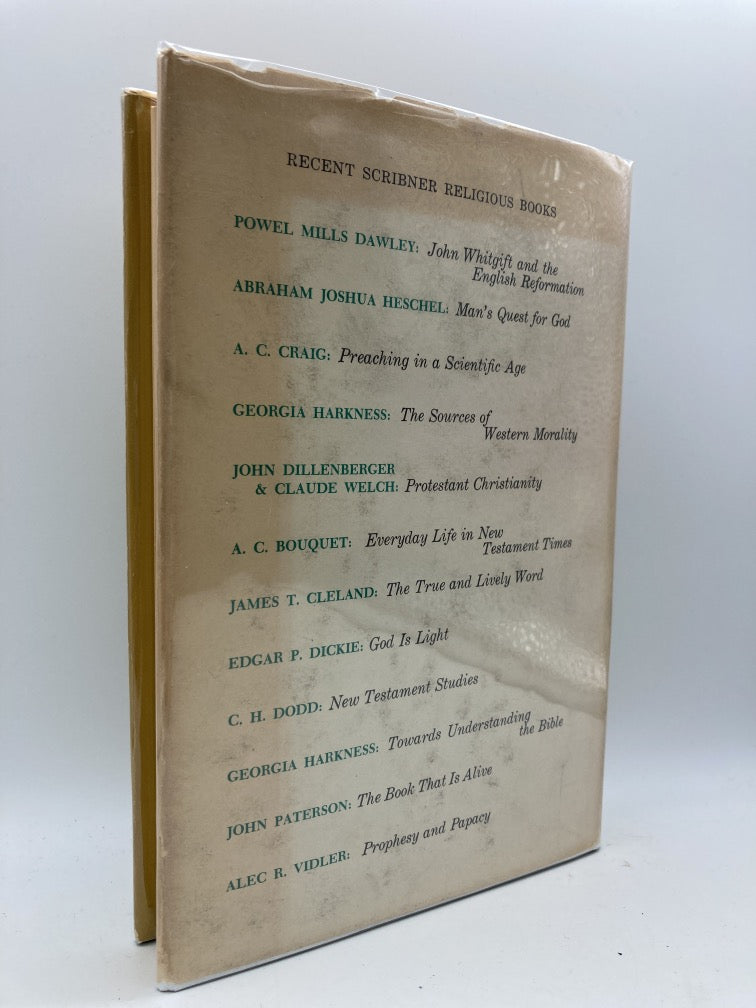 RECENT SCRIBNER RELIGIOUS BOOKS
POWEL MILLS DAWLEY: John Whitgift and the
English Reformation
ABRAHAM JOSHUA HESCHEL: Man's Quest for God
A. C. CRAIG: Preaching in a Scientific Age
GEORGIA HARKNESS: The Sources of
Western Morality
JOHN DILLENBERGER
& CLAUDE WELCH: Protestant Christianity
A. C. BOUQUET: Everyday Life in New
Testament Times
JAMES T. CLELAND: The True and Lively Word
EDGAR P. DICKIE: God Is Light
C. H. DODD: New Testament Studies
GEORGIA HARKNESS: Towards Understanding
the Bible
JOHN PATERSON: The Book That Is Alive
ALEC R. VIDLER: Prophesy and Papacy